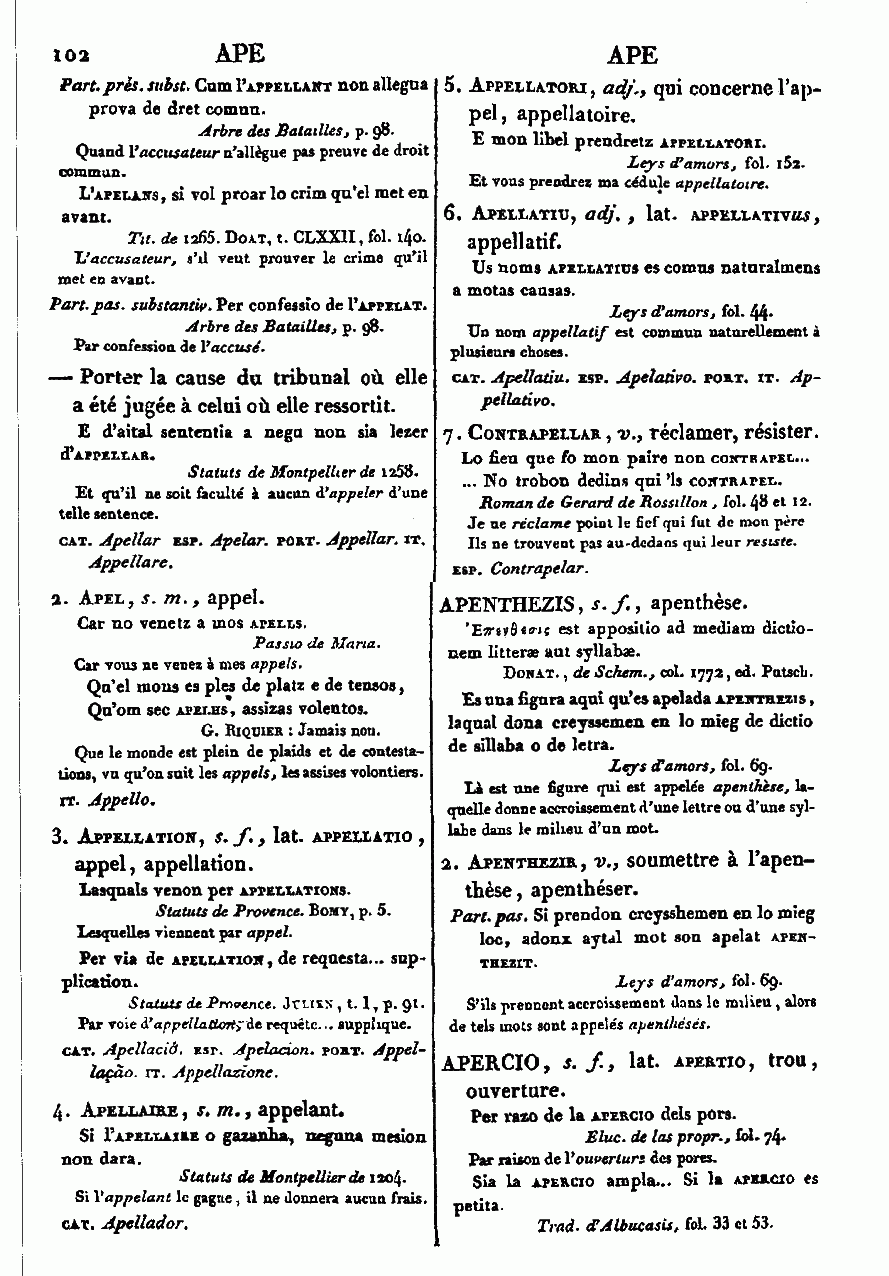 102 APE
Part. près. subst. Cum l'APPELLANT non allegua
prova de dret comun.
Arbre des Batailles, p. 98.
Quand l'accusateur n'allègue pas preuve de droit
commun.
L'APELANS, si vol proar lo crim qu'el met en
avant.
Tit. de 1265. DOAT, t. CLXXII, fol. 140.
L'accusateur, s'il veut prouver le crime qu'il
met en avant.
Part. pas. substantiv. Per confessio de l'APPELAT.
Arbre des Batailles, p. 98.
Par confession de l'accusé.
— Porter la cause du tribunal où elle
a été jugée à celui où elle ressortit.
E d'aital sententia a negu non sia lezer
d'APPELLAR.
Statuts de Montpellier de 1258.
Et qu'il ne soit faculté à aucun d'appeler d'une
telle sentence.
CAT. Apellar ESP. Apelar. PORT. Appellar. IT.
Appellare.
2. APEL, s. m., appel.
Car no venetz a mos APELLS.
Passio de Maria.
Car vous ne venez à mes appels.
Qu'el mons es ples de platz e de tensos,
Qu'om sec APELHS, assizas volentos.
G. RIQUIER : Jamais non.
Que le monde est plein de plaids et de contesta-
tions, vu qu'on suit les appels, les assises volontiers.
IT. Appello.
3. APPELLATION, s. f., lat. APPELLATIO,
appel, appellation.
Lasquals venon per APPELLATIONS.
Statuts de Provence. BOMY, p. 5.
Lesquelles viennent par appel.
Per via de APELLATION, de requesta... sup-
plication.
Statuts de Provence. JULIEN, t. I, p. 91.
Par voie d'appellation, de requête... supplique.
CAT. Apellació. ESP. Apelacion. PORT. Appel-
lação. IT. Appellazione.
4. APELLAIRE, s. m., appelant.
Si l'APELLAIRE o gazanha, neguna mesion
non dara.
Statuts de Montpellier de 1204.
Si l'appelant le gagne, il ne donnera aucun frais.
CAT. Apellador.
APE
5. APPELLATORI, adj., qui concerne l'ap-
pel, appellatoire.
E mon libel prendretz APPELLATORI.
Leys d'amors, fol. 152.
Et vous prendrez ma cédule appellatoire.
6. APELLATIU, adj., lat. APPELLATIVUS,
appellatif.
Us noms APELLATIUS es comus naturalmens
a motas causas.
Leys d'amors, fol. 44.
Un nom appellatif est commun naturellement à
plusieurs choses.
CAT. Apellatiu. ESP. Apelativo. PORT. IT. Ap-
pellativo.
7. CONTRAPELLAR, v., réclamer, résister.
Lo fieu que fo mon paire non CONTRAPEL...
... No trobon dedins qui 'ls CONTRAPEL.
Roman de Gerard de Rossillon, fol. 48 et 12.
Je ne réclame point le fief qui fut de mon père
Ils ne trouvent pas au-dedans qui leur resiste.
ESP. Contrapelar.
APENTHEZIS, s. f., apenthèse.
'Επενθεσις est appositio ad mediam dictio-
nem litteræ aut syllabæ.
DONAT., de Schem., col. 1772, ed. Putsch.
Es una figura aqui qu'es apelada APENTHEZIS,
laqual dona creyssemen en lo mieg de dictio
de sillaba o de letra.
Leys d'amors, fol. 69.
Là est une figure qui est appelée apenthèse, la-
quelle donne accroissement d'une lettre ou d'une syl-
labe dans le milieu d'un mot.
2. APENTHEZIR, v., soumettre à l'apen-
thèse, apenthéser.
Part. pas. Si prendon creysshemen en lo mieg
loc, adonx aytal mot son apelat APEN-
THEZIT.
Leys d'amors, fol. 69.
S'ils prennent accroissement dans le milieu, alors
de tels mots sont appelés apenthésés.
APERCIO, s. f., lat. APERTIO, trou,
ouverture.
Per razo de la APERCIO dels pors.
Eluc. de las propr., fol. 74.
Par raison de l'ouverture des pores.
Sia la APERCIO ampla... Si la APERCIO es
petita.
Trad. d'Albucasis, fol. 33 et 53.